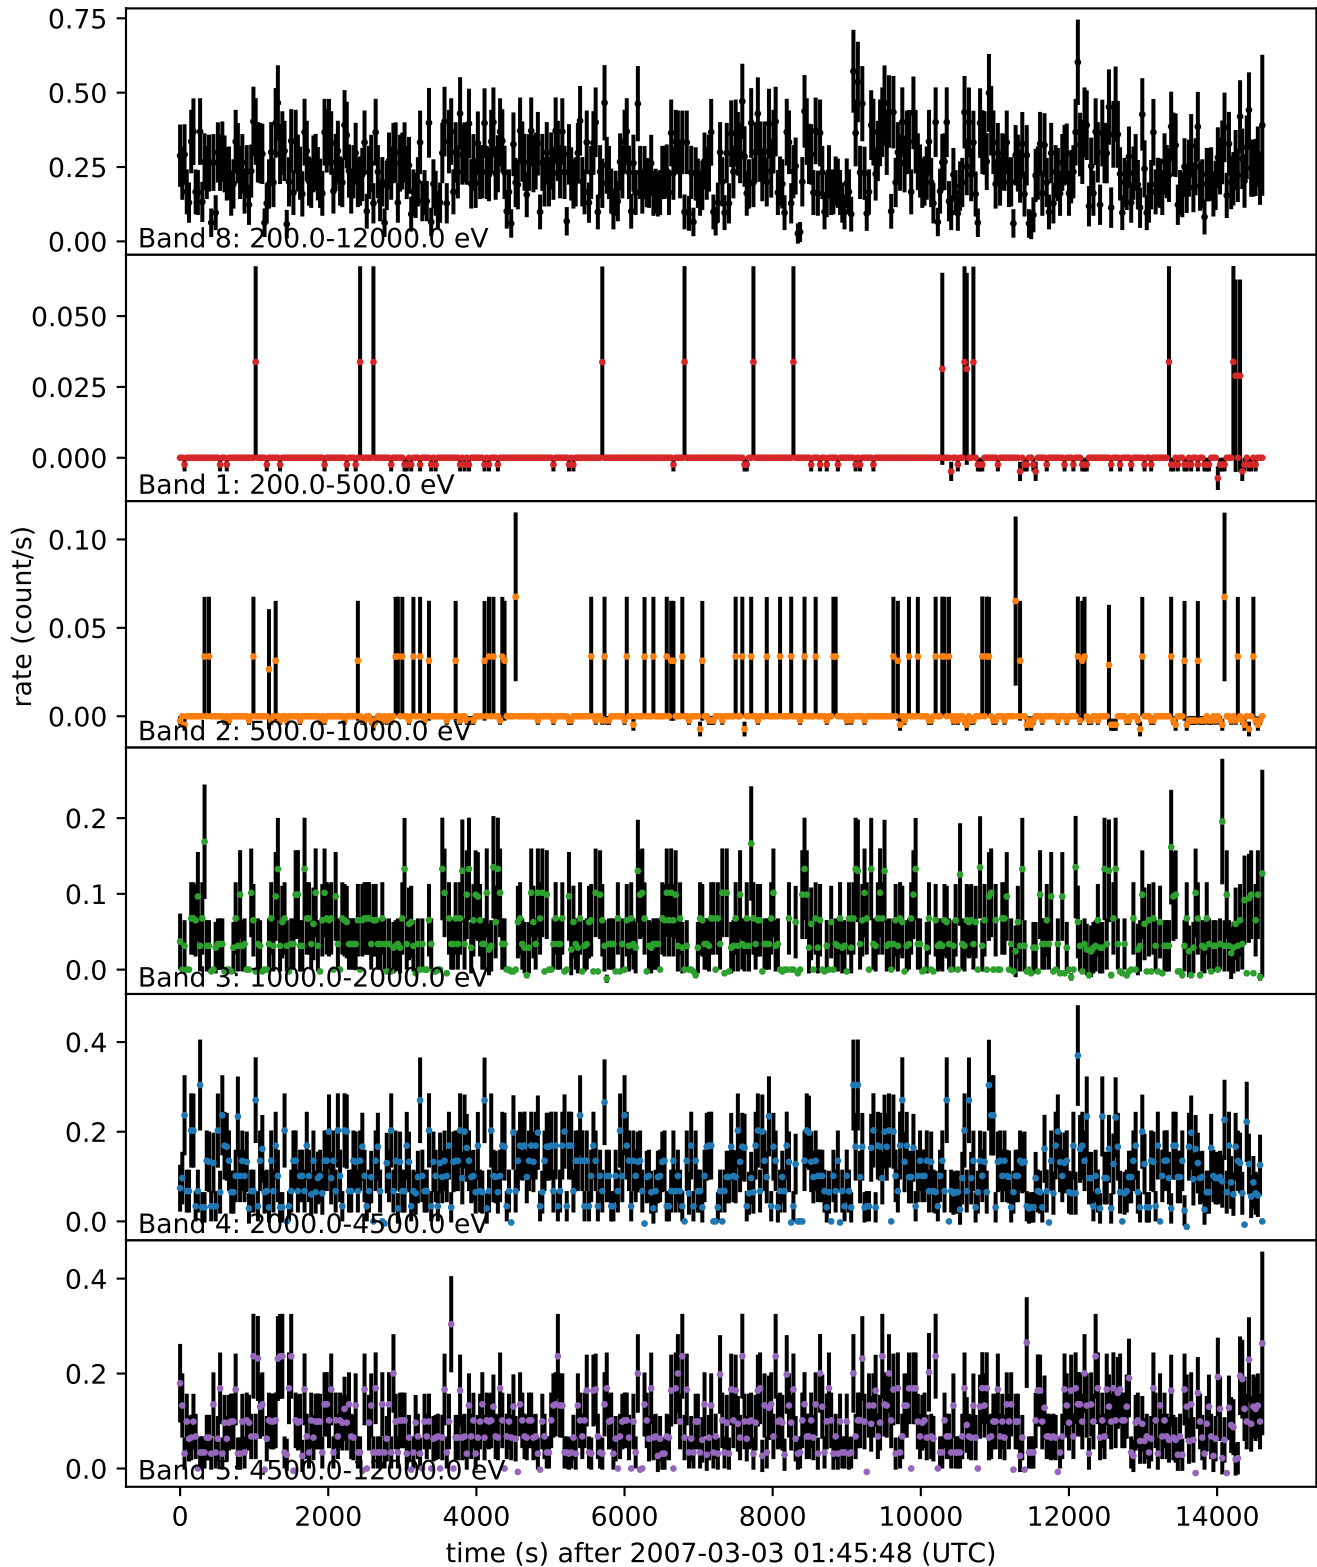 0.75
0.50
0.25
0.00
Band 8: 200.0-12000.0 eV
0.050
0.025
0.000
Band 1: 200.0-500.0 eV
0.10
0.05
0.00
Band 2: 500.0-1000.0 eV
rate (count/s)
0.2
0.1
0.0
Band 3: 1000.0-2000.0 eV
0.4
0.2
0.0
Band 4: 2000.0-4500.0 eV
0.4
0.2
0.0
Band 5: 4500.0-12000.0 eV
0 2000 4000 6000 8000 10000 12000 14000
time (s) after 2007-03-03 01:45:48 (UTC)